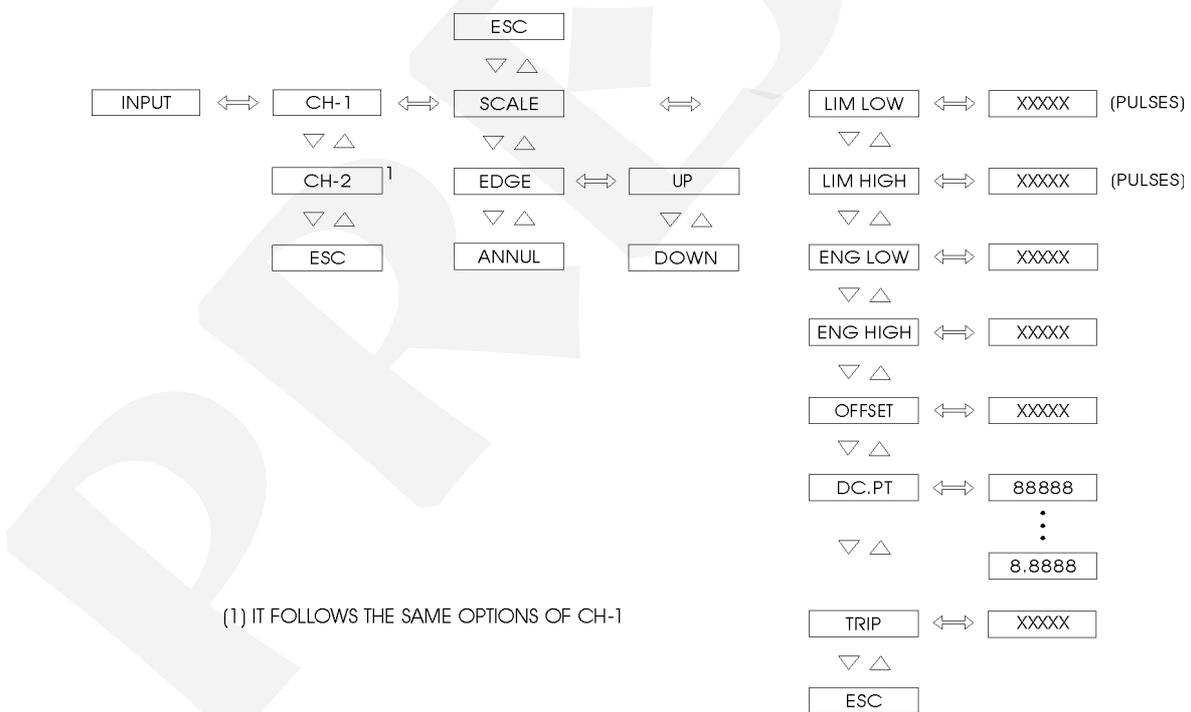 ESC
INPUT CH-1 SCALE LIM LOW XXXXX (PULSES)
CH-2 1 EDGE UP LIM HIGH XXXXX (PULSES)
ESC ANNUL DOWN ENG LOW XXXXX
ENG HIGH XXXXX
OFFSET XXXXX
DC.PT 88888
8.8888
(1) IT FOLLOWS THE SAME OPTIONS OF CH-1 TRIP XXXXX
ESC